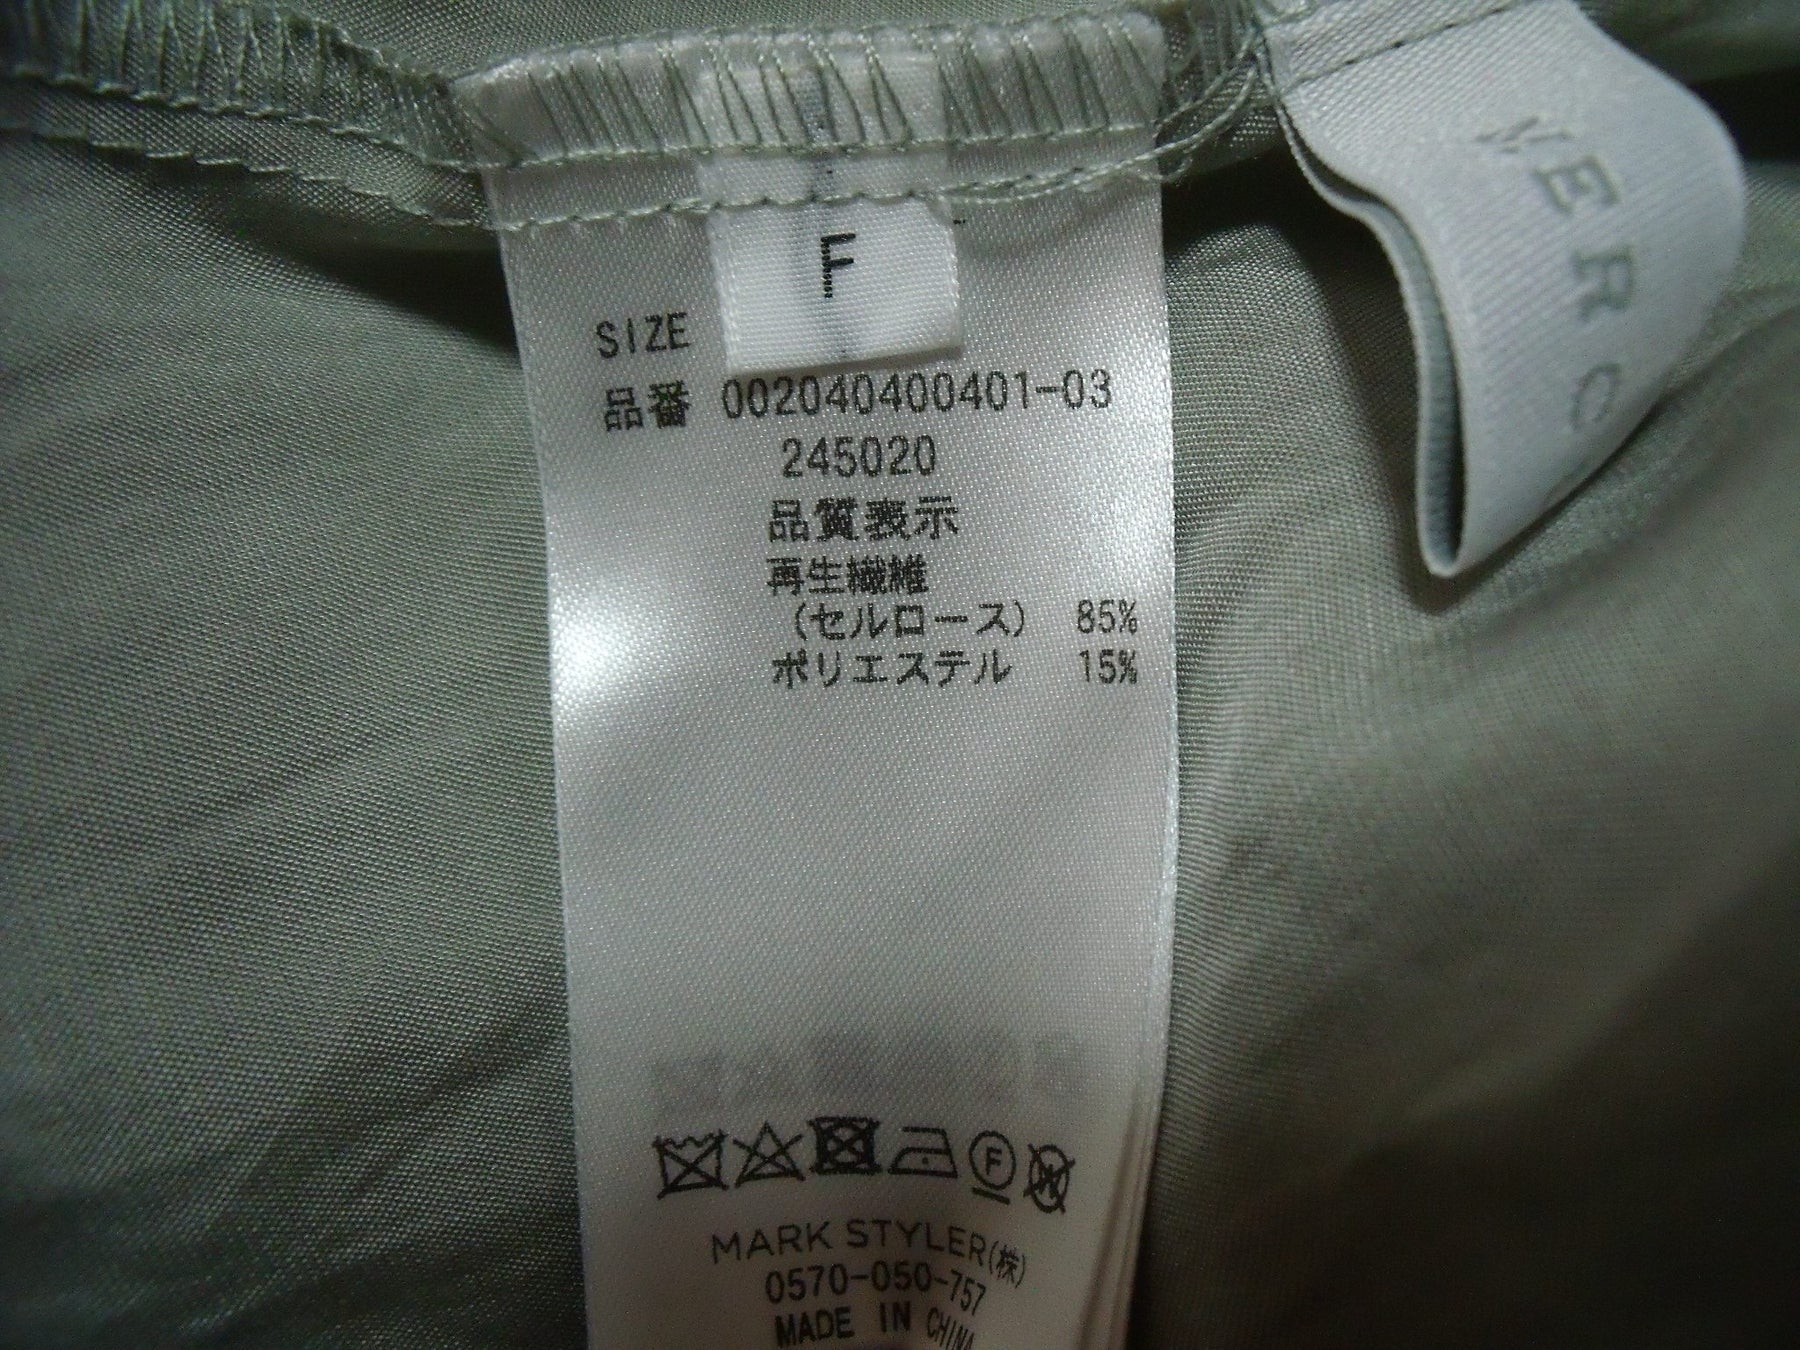 F
SIZE
品番 002040400401-03
245020
品質表示
再生繊維
(セルロース) 85%
ポリエステル 15%
MARK STYLER(株)
0570-050-757
MADE IN CHINA
VERC